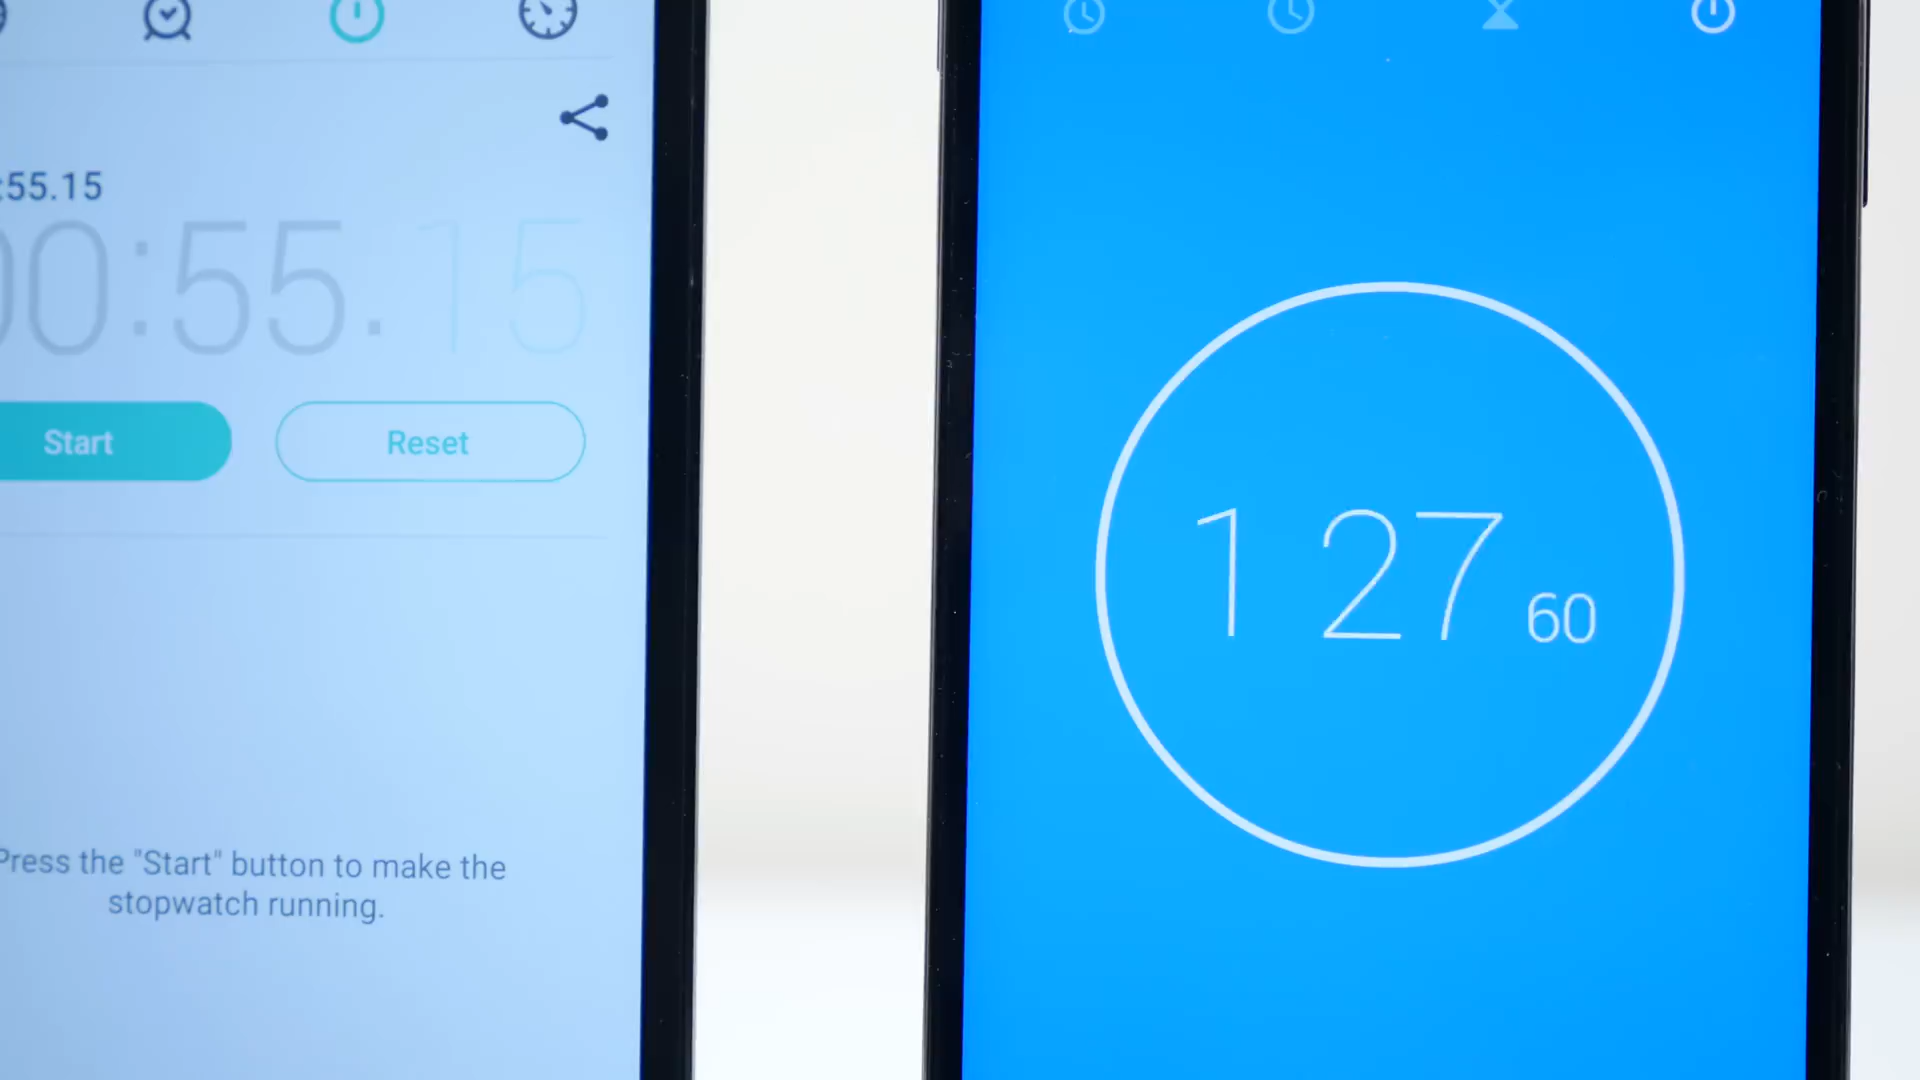 :55.15
00:55.15
Start
Reset
Press the "Start" button to make the
stopwatch running.
1 27 60